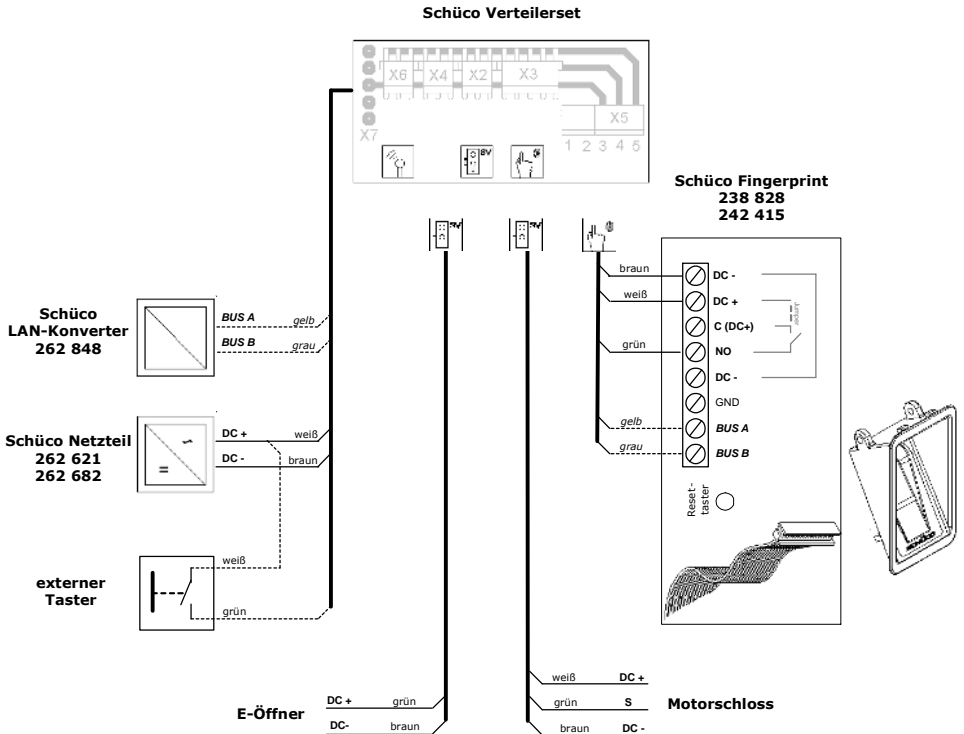 Schüco Verteilerset
X6
X4
X2
X3
X5
X7
1 2 3 4 5
8V
Schüco Fingerprint
238 828
242 415
braun
DC -
weiß
DC +
Jumper
C (DC+)
grün
NO
DC -
GND
gelb
BUS A
grau
BUS B
Reset-
taster
SCHÜCO
Schüco
LAN-Konverter
262 848
BUS A
gelb
BUS B
grau
Schüco Netzteil
262 621
262 682
DC +
weiß
DC -
braun
=
externer
Taster
weiß
grün
E-Öffner
DC +
grün
DC-
braun
weiß
DC +
grün
S
braun
DC -
Motorschloss